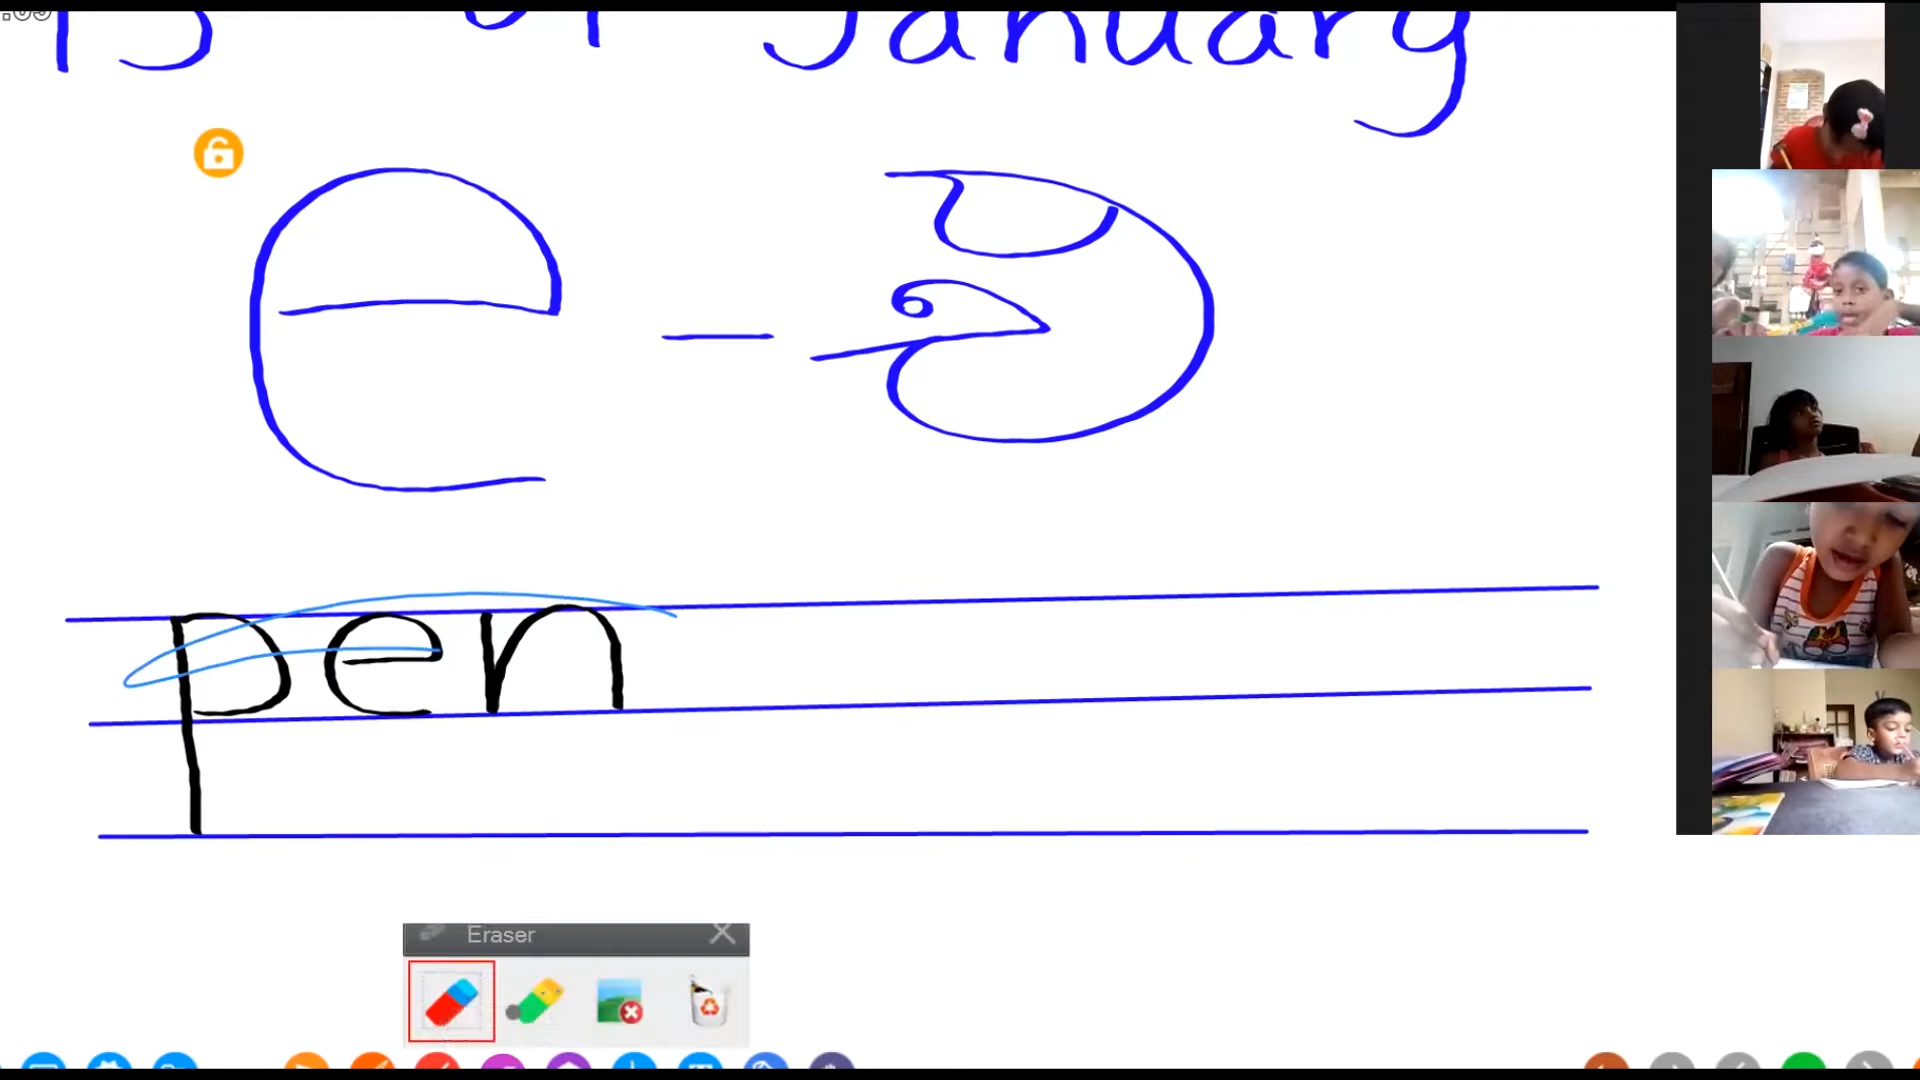 of January
e - එ
pen
Eraser